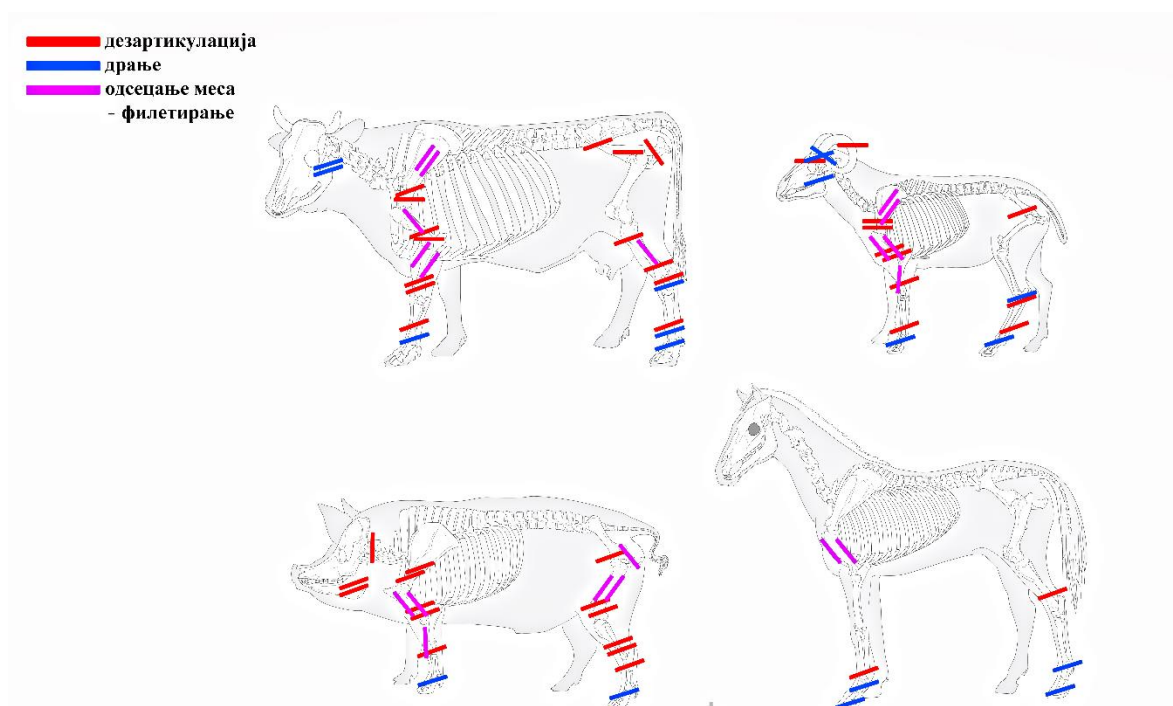 дезартикулација
драње
одсецање меса
- филетирање